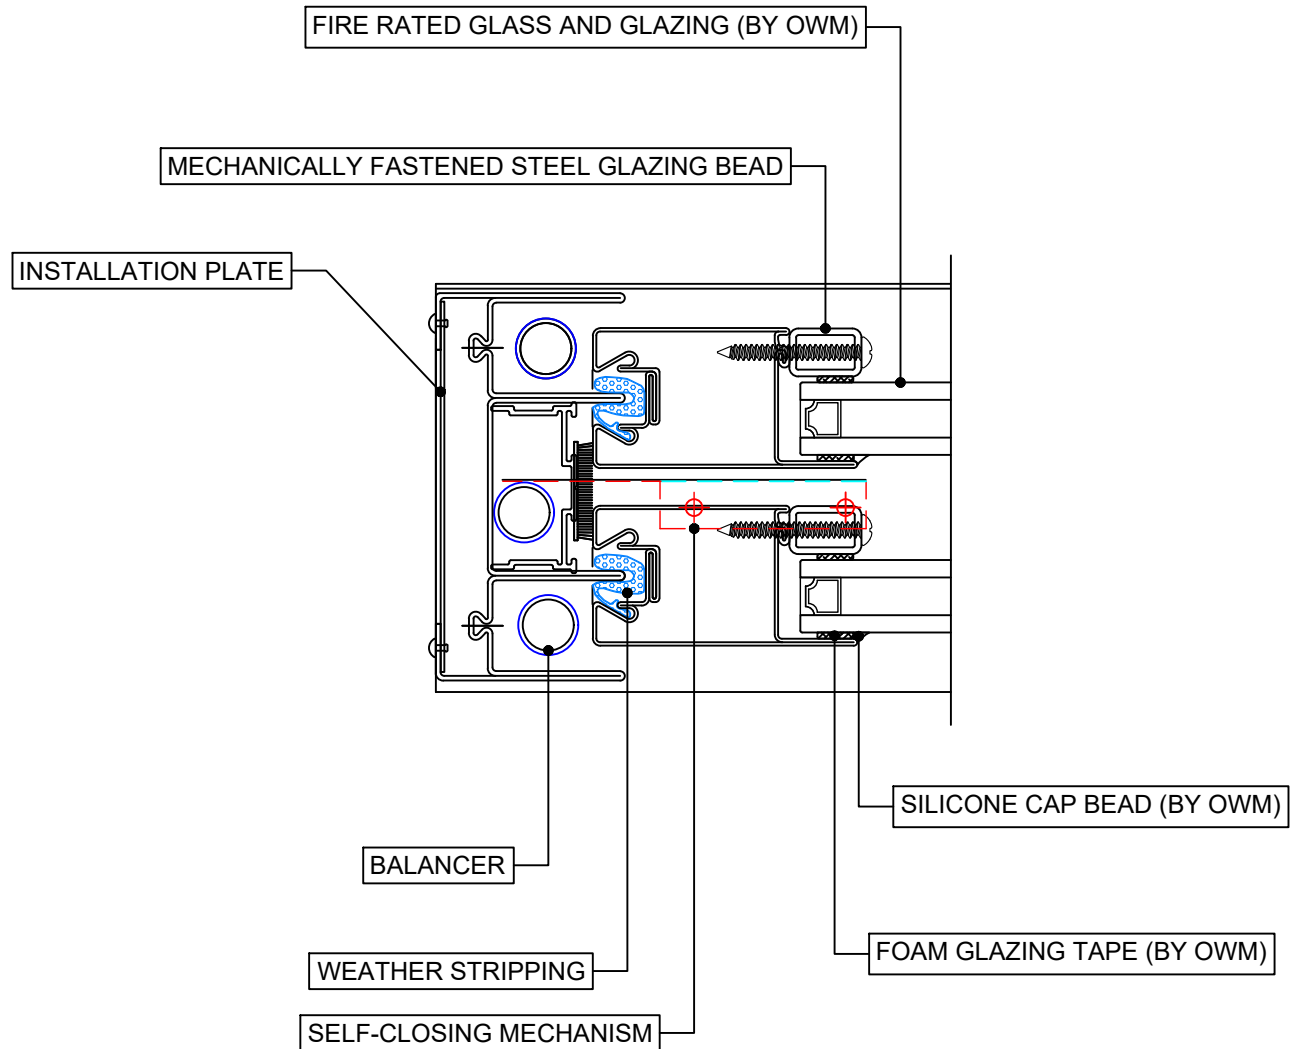 FIRE RATED GLASS AND GLAZING (BY OWM)
MECHANICALLY FASTENED STEEL GLAZING BEAD
INSTALLATION PLATE
SILICONE CAP BEAD (BY OWM)
BALANCER
FOAM GLAZING TAPE (BY OWM)
WEATHER STRIPPING
SELF-CLOSING MECHANISM